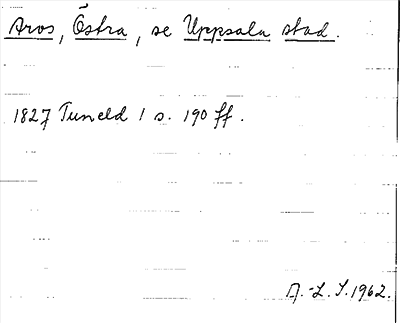 Aros, Östra, se Uppsala stad.
1827 Tuneld 1 s. 190 ff.
A.-L. S. 1962.